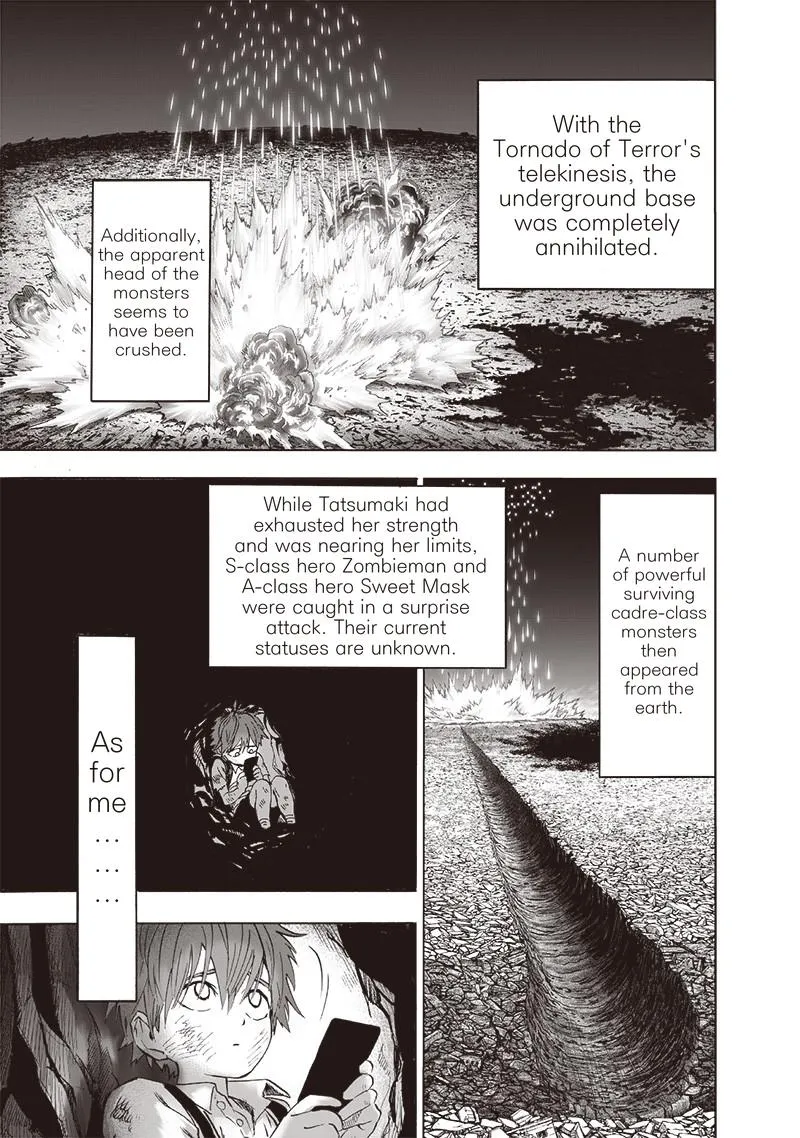 With the
Tornado of Terror's
telekinesis, the
underground base
was completely
annihilated.
Additionally,
the apparent
head of the
monsters
seems to
have been
crushed.
A number
of powerful
surviving
cadre-class
monsters
then
appeared
from the
earth.
While Tatsumaki had
exhausted her strength
and was nearing her limits,
S-class hero Zombieman and
A-class hero Sweet Mask
were caught in a surprise
attack. Their current
statuses are unknown.
As
for
me
...
...
...